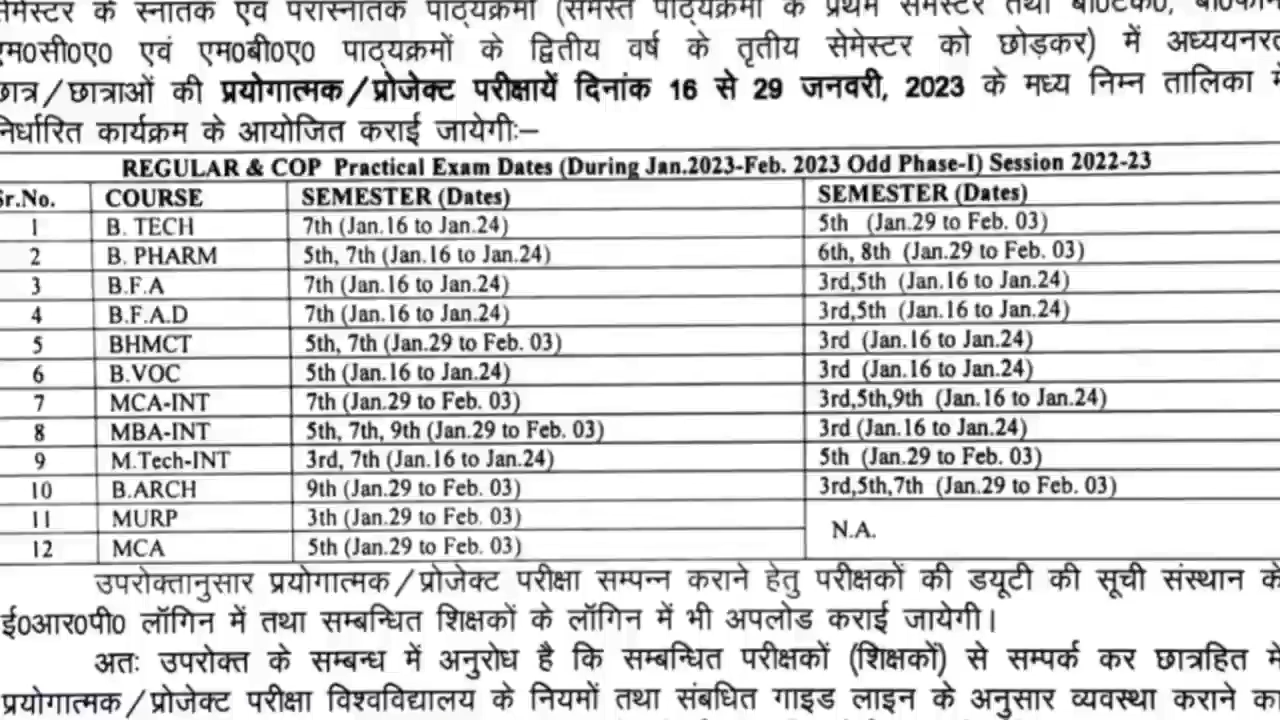 सेमेस्टर के स्नातक एवं परास्नातक पाठ्यक्रमों (समस्त पाठ्यक्रमों के प्रथम सेमेस्टर तथा बी0टेक0,
एम0सी0ए0 एवं एम0बी0ए0 पाठ्यक्रमों के द्वितीय वर्ष के तृतीय सेमेस्टर को छोड़कर) में अध्ययनरत
छात्र/छात्राओं की प्रयोगात्मक/प्रोजेक्ट परीक्षायें दिनांक 16 से 29 जनवरी, 2023 के मध्य निम्न तालिका में
निर्धारित कार्यक्रम के आयोजित कराई जायेगीः–
REGULAR & COP Practical Exam Dates (During Jan.2023-Feb. 2023 Odd Phase-I) Session 2022-23
Sr.No. COURSE SEMESTER (Dates) SEMESTER (Dates)
1 B. TECH 7th (Jan.16 to Jan.24) 5th (Jan.29 to Feb. 03)
2 B. PHARM 5th, 7th (Jan.16 to Jan.24) 6th, 8th (Jan.29 to Feb. 03)
3 B.F.A 7th (Jan.16 to Jan.24) 3rd,5th (Jan.16 to Jan.24)
4 B.F.A.D 7th (Jan.16 to Jan.24) 3rd,5th (Jan.16 to Jan.24)
5 BHMCT 5th, 7th (Jan.29 to Feb. 03) 3rd (Jan.16 to Jan.24)
6 B.VOC 5th (Jan.16 to Jan.24) 3rd (Jan.16 to Jan.24)
7 MCA-INT 7th (Jan.29 to Feb. 03) 3rd,5th,9th (Jan.16 to Jan.24)
8 MBA-INT 5th, 7th, 9th (Jan.29 to Feb. 03) 3rd (Jan.16 to Jan.24)
9 M.Tech-INT 3rd, 7th (Jan.16 to Jan.24) 5th (Jan.29 to Feb. 03)
10 B.ARCH 9th (Jan.29 to Feb. 03) 3rd,5th,7th (Jan.29 to Feb. 03)
11 MURP 3th (Jan.29 to Feb. 03) N.A.
12 MCA 5th (Jan.29 to Feb. 03)
उपरोक्तानुसार प्रयोगात्मक/प्रोजेक्ट परीक्षा सम्पन्न कराने हेतु परीक्षकों की डयूटी की सूची संस्थान के
ई0आर0पी0 लॉगिन में तथा सम्बन्धित शिक्षकों के लॉगिन में भी अपलोड कराई जायेगी।
अतः उपरोक्त के सम्बन्ध में अनुरोध है कि सम्बन्धित परीक्षकों (शिक्षकों) से सम्पर्क कर छात्रहित में
प्रयोगात्मक/प्रोजेक्ट परीक्षा विश्वविद्यालय के नियमों तथा संबधित गाइड लाइन के अनुसार व्यवस्था कराने का